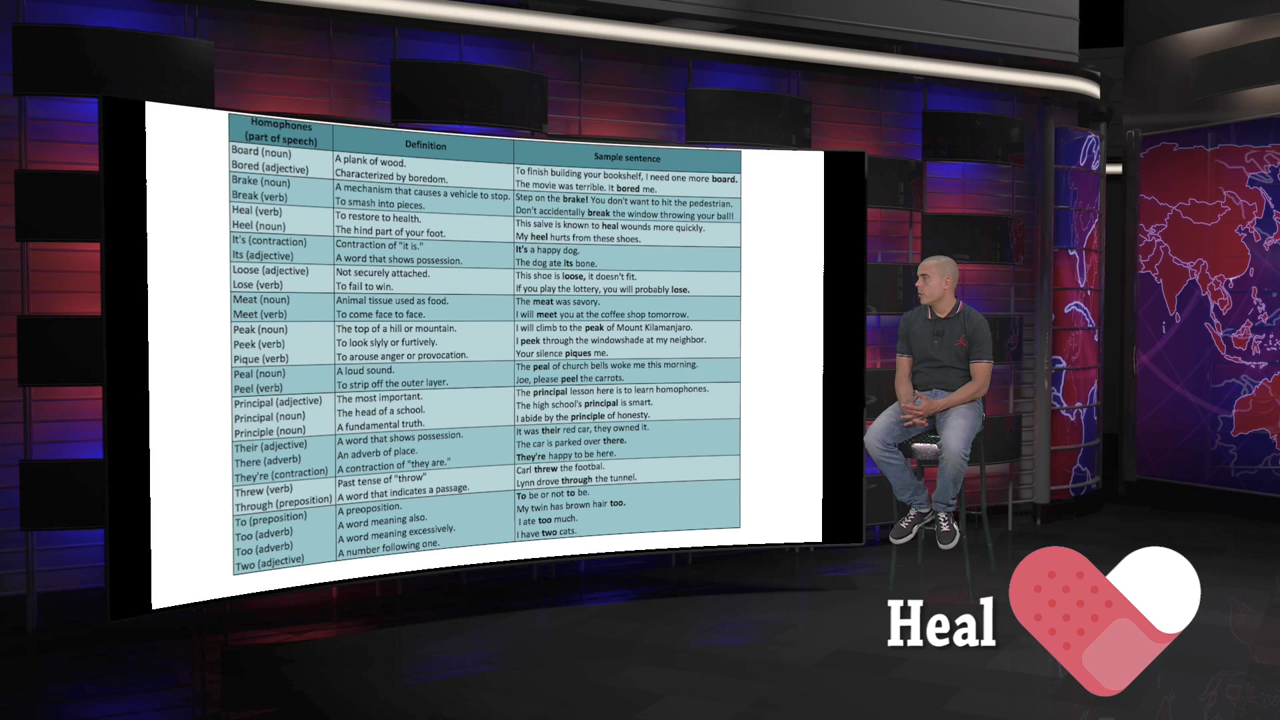 Homophones (part of speech) Definition Sample sentence
Board (noun) A plank of wood. To finish building your bookshelf, I need one more board.
Bored (adjective) Characterized by boredom. The movie was terrible. It bored me.
Brake (noun) A mechanism that causes a vehicle to stop. Step on the brake! You don't want to hit the pedestrian.
Break (verb) To smash into pieces. Don't accidentally break the window throwing your ball!
Heal (verb) To restore to health. This salve is known to heal wounds more quickly.
Heel (noun) The hind part of your foot. My heel hurts from these shoes.
It's (contraction) Contraction of "it is." It's a happy dog.
Its (adjective) A word that shows possession. The dog ate its bone.
Loose (adjective) Not securely attached. This shoe is loose, it doesn't fit.
Lose (verb) To fail to win. If you play the lottery, you will probably lose.
Meat (noun) Animal tissue used as food. The meat was savory.
Meet (verb) To come face to face. I will meet you at the coffee shop tomorrow.
Peak (noun) The top of a hill or mountain. I will climb to the peak of Mount Kilamanjaro.
Peek (verb) To look slyly or furtively. I peek through the windowshade at my neighbor.
Pique (verb) To arouse anger or provocation. Your silence piques me.
Peal (noun) A loud sound. The peal of church bells woke me this morning.
Peel (verb) To strip off the outer layer. Joe, please peel the carrots.
Principal (adjective) The most important. The principal lesson here is to learn homophones.
Principal (noun) The head of a school. The high school's principal is smart.
Principle (noun) A fundamental truth. I abide by the principle of honesty.
Their (adjective) A word that shows possession. It was their red car, they owned it.
There (adverb) An adverb of place. The car is parked over there.
They're (contraction) A contraction of "they are." They're happy to be here.
Threw (verb) Past tense of "throw" Carl threw the footbal.
Through (preposition) A word that indicates a passage. Lynn drove through the tunnel.
To (preposition) A preoposition. To be or not to be.
Too (adverb) A word meaning also. My twin has brown hair too.
Too (adverb) A word meaning excessively. I ate too much.
Two (adjective) A number following one. I have two cats.
Heal